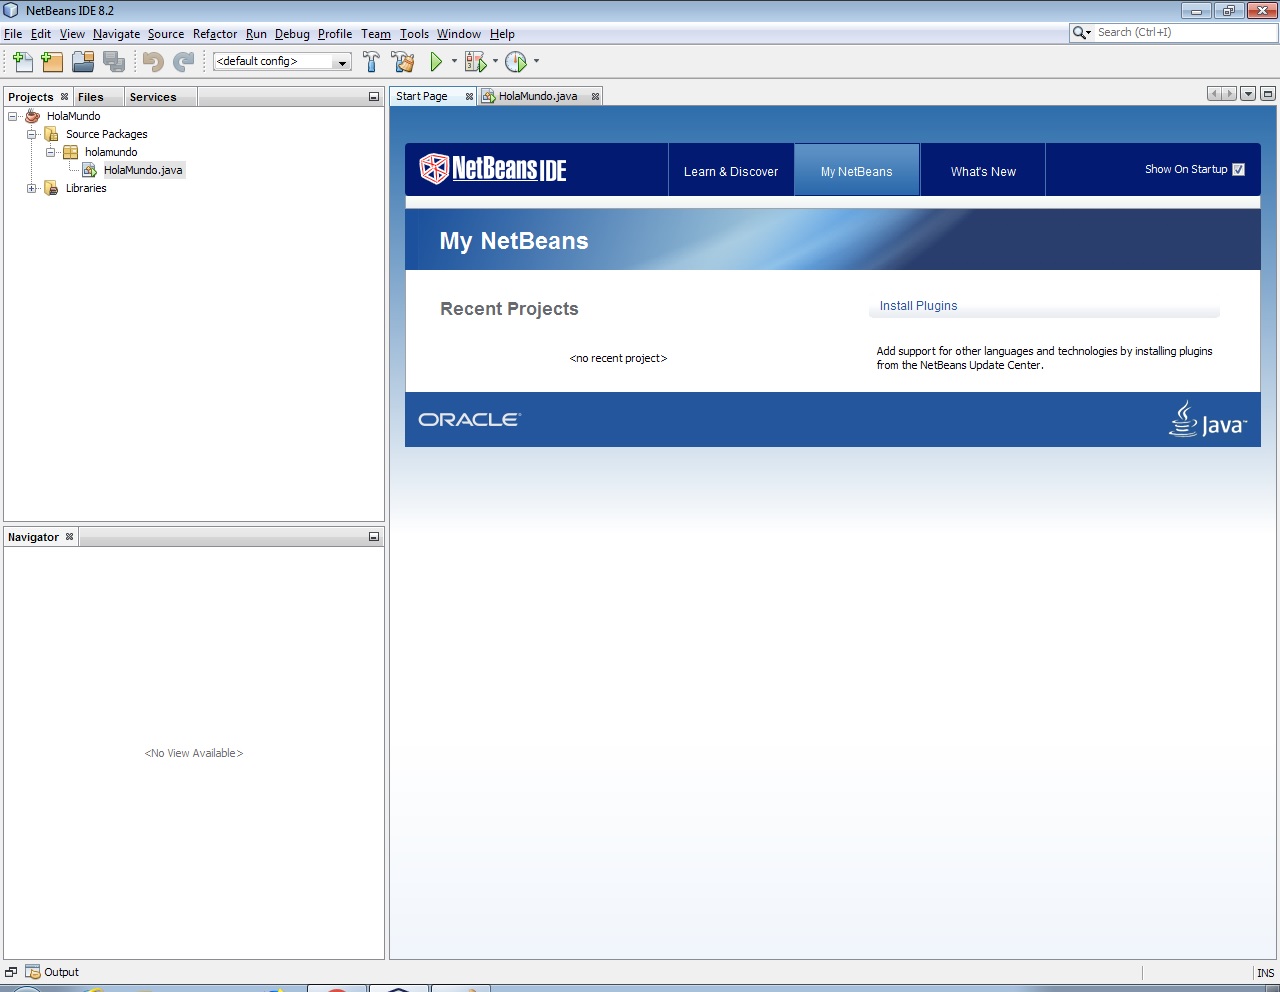 NetBeans IDE 8.2
File Edit View Navigate Source Refactor Run Debug Profile Team Tools Window Help
Search (Ctrl+I)
<default config>
Projects Files Services
Start Page HolaMundo.java
HolaMundo
Source Packages
holamundo
HolaMundo.java
Libraries
NetBeans IDE
Learn & Discover My NetBeans What's New
Show On Startup
My NetBeans
Recent Projects
<no recent project>
Install Plugins
Add support for other languages and technologies by installing plugins
from the NetBeans Update Center.
ORACLE
Java
Navigator
<No View Available>
Output
INS